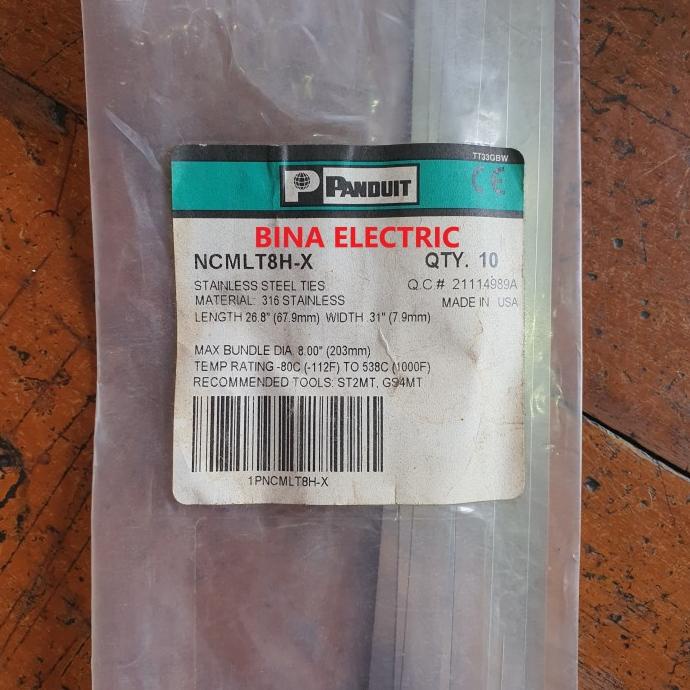 TT33GBW
P PANDUIT CE
BINA ELECTRIC
NCMLT8H-X QTY. 10
STAINLESS STEEL TIES Q.C.# 21114989A
MATERIAL: 316 STAINLESS MADE IN USA
LENGTH 26.8" (67.9mm) WIDTH .31" (7.9mm)
MAX BUNDLE DIA. 8.00" (203mm)
TEMP RATING -80C (-112F) TO 538C (1000F)
RECOMMENDED TOOLS: ST2MT, GS4MT
1PNCMLT8H-X